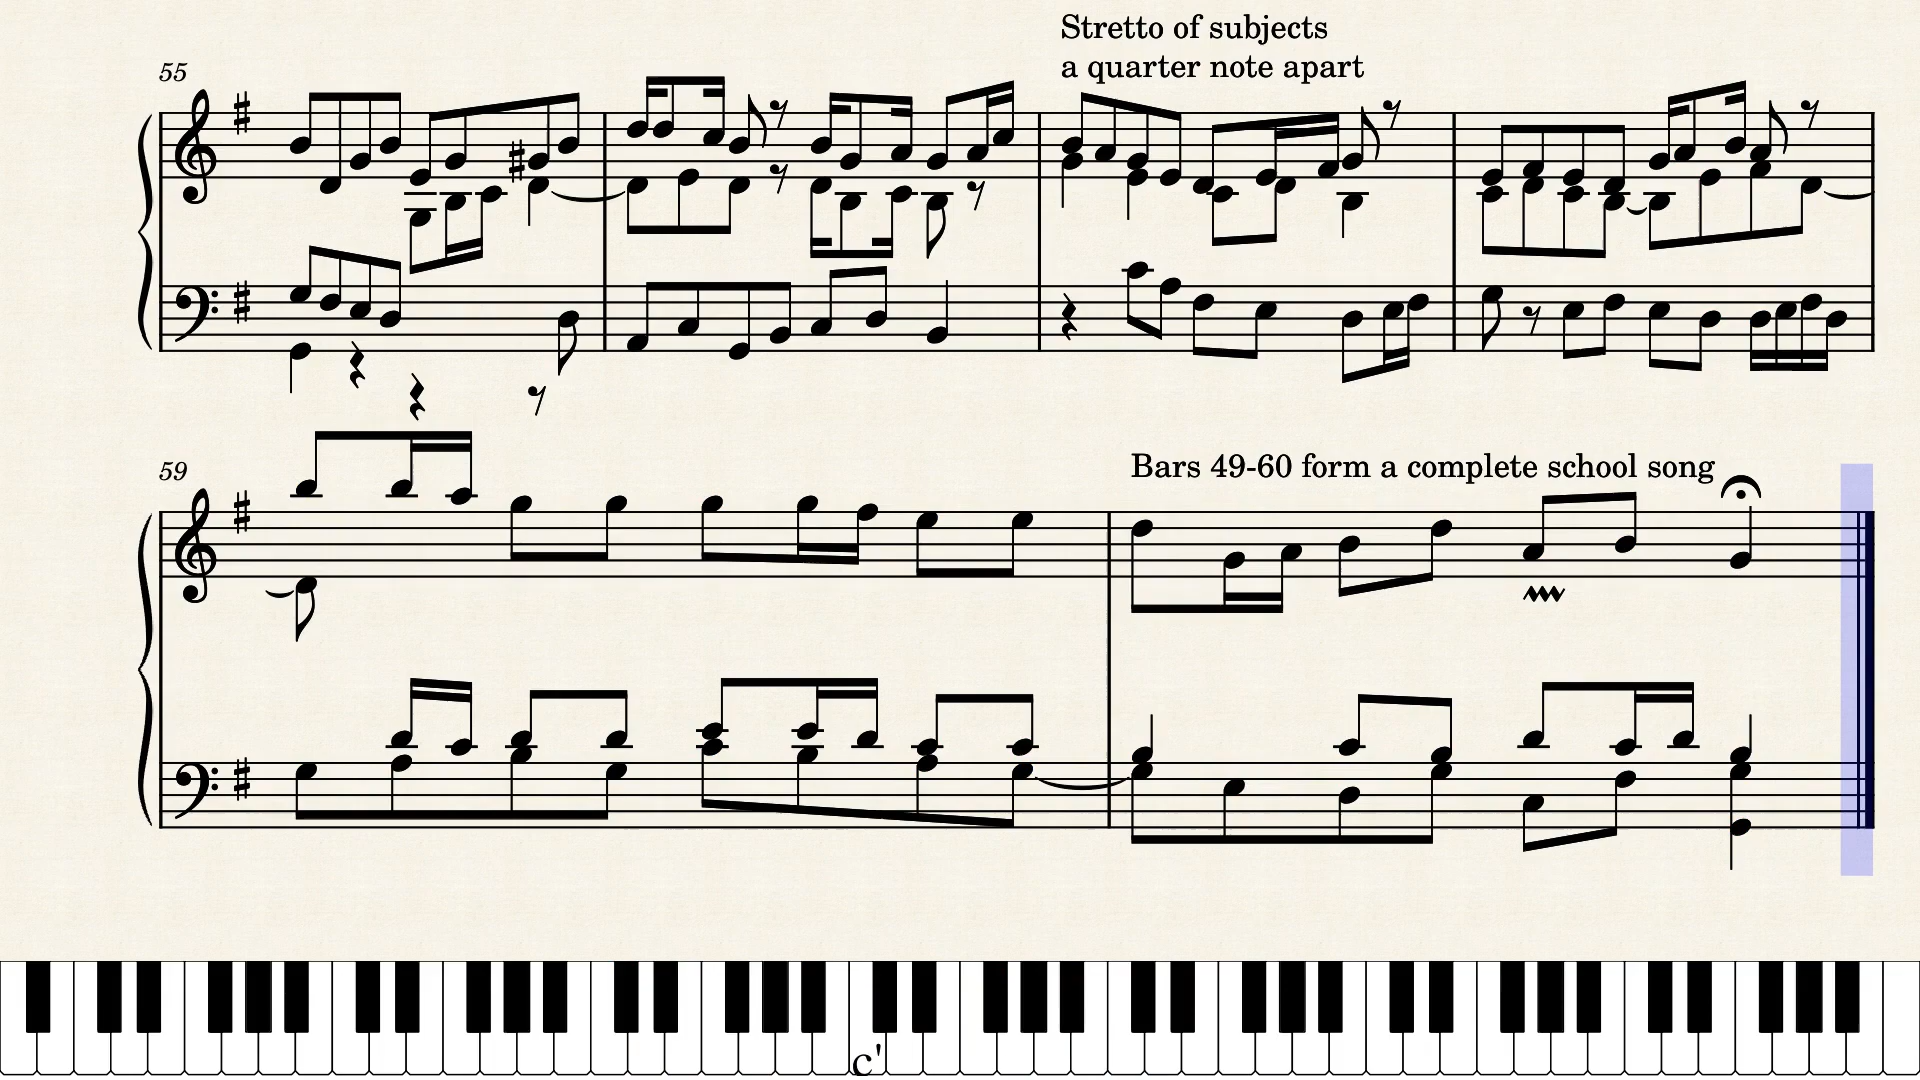 Stretto of subjects
a quarter note apart
55
59
Bars 49-60 form a complete school song
c'